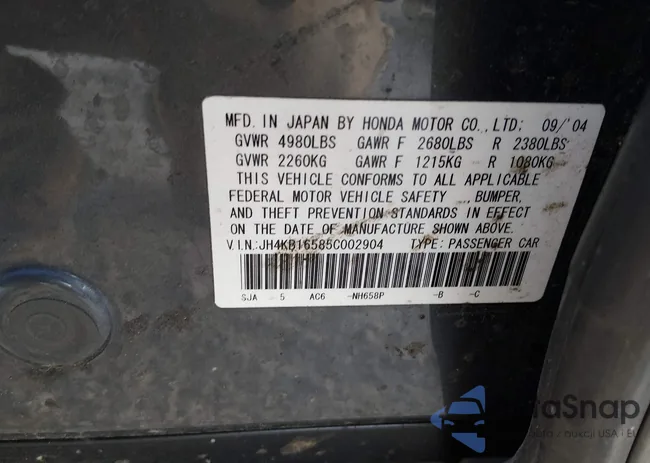 MFD. IN JAPAN BY HONDA MOTOR CO.,LTD; 09/'04
GVWR 4980LBS GAWR F 2680LBS R 2380LBS
GVWR 2260KG GAWR F 1215KG R 1080KG
THIS VEHICLE CONFORMS TO ALL APPLICABLE
FEDERAL MOTOR VEHICLE SAFETY ,BUMPER,
AND THEFT PREVENTION STANDARDS IN EFFECT
ON THE DATE OF MANUFACTURE SHOWN ABOVE.
V.I.N.:JH4KB16585C002904 TYPE: PASSENGER CAR
SJA 5 AC6 -NH658P -B -C
Snap
USA